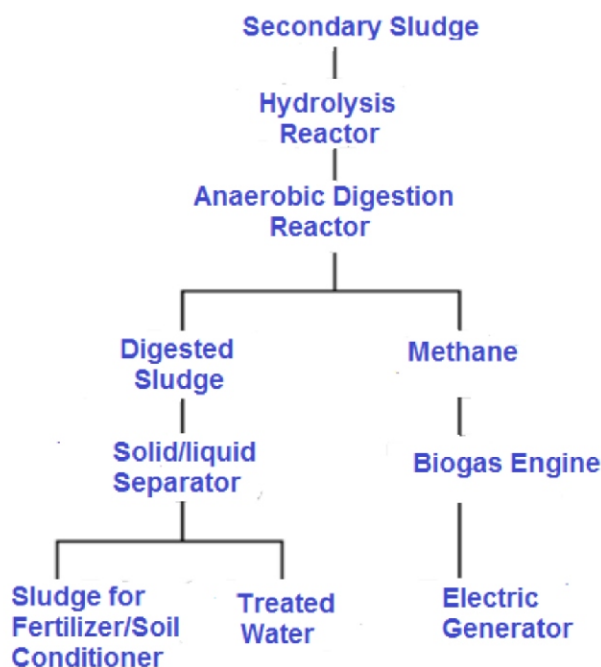 Secondary Sludge
Hydrolysis
Reactor
Anaerobic Digestion
Reactor
Digested
Sludge
Methane
Solid/liquid
Separator
Biogas Engine
Sludge for
Fertilizer/Soil
Conditioner
Treated
Water
Electric
Generator